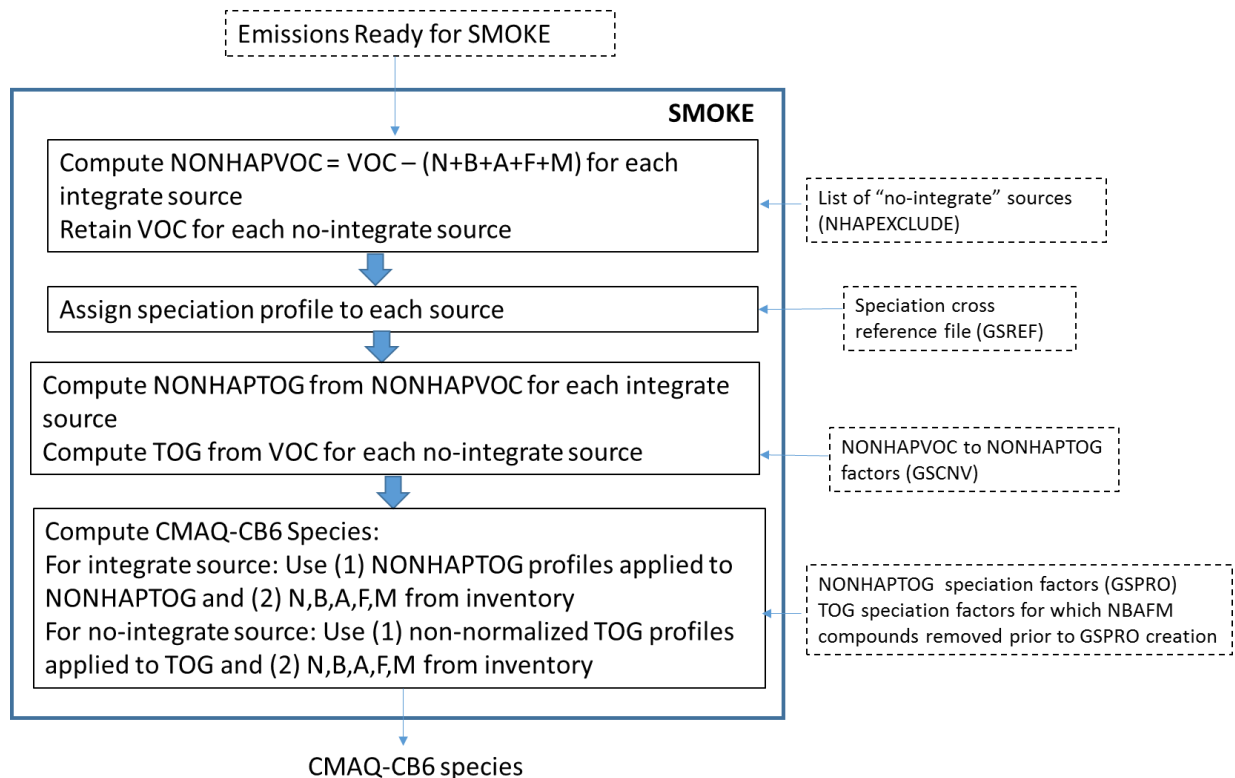 Emissions Ready for SMOKE
SMOKE
Compute NONHAPVOC = VOC – (N+B+A+F+M) for each
integrate source
Retain VOC for each no-integrate source
List of “no-integrate” sources
(NHAPEXCLUDE)
Assign speciation profile to each source
Speciation cross
reference file (GSREF)
Compute NONHAPTOG from NONHAPVOC for each integrate
source
Compute TOG from VOC for each no-integrate source
NONHAPVOC to NONHAPTOG
factors (GSCNV)
Compute CMAQ-CB6 Species:
For integrate source: Use (1) NONHAPTOG profiles applied to
NONHAPTOG and (2) N,B,A,F,M from inventory
For no-integrate source: Use (1) non-normalized TOG profiles
applied to TOG and (2) N,B,A,F,M from inventory
NONHAPTOG speciation factors (GSPRO)
TOG speciation factors for which NBAFM
compounds removed prior to GSPRO creation
CMAQ-CB6 species